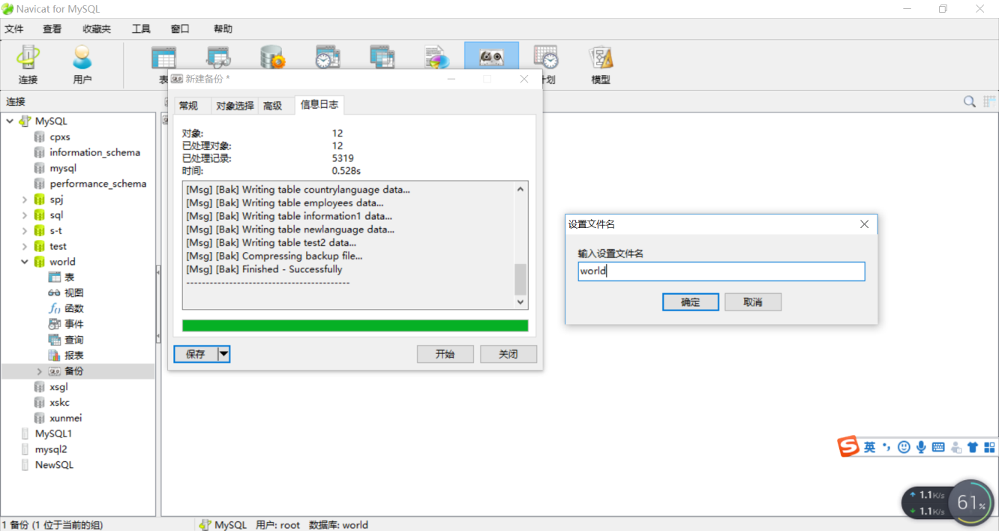 Navicat for MySQL
文件 查看 收藏夹 工具 窗口 帮助
连接 用户 表 计划 模型
新建备份 *
连接
常规 对象选择 高级 信息日志
MySQL
cpxs
information_schema
mysql
performance_schema
spj
sql
s-t
test
world
表
视图
函数
事件
查询
报表
备份
xsgl
xskc
xunmei
MySQL1
mysql2
NewSQL
对象: 12
已处理对象: 12
已处理记录: 5319
时间: 0.528s
[Msg] [Bak] Writing table countrylanguage data...
[Msg] [Bak] Writing table employees data...
[Msg] [Bak] Writing table information1 data...
[Msg] [Bak] Writing table newlanguage data...
[Msg] [Bak] Writing table test2 data...
[Msg] [Bak] Compressing backup file...
[Msg] [Bak] Finished - Successfully
------------------------------------------
保存 开始 关闭
设置文件名
输入设置文件名
world
确定 取消
S 英
1.1K/s
1.1K/s
61%
1 备份 (1 位于当前的组) MySQL 用户: root 数据库: world